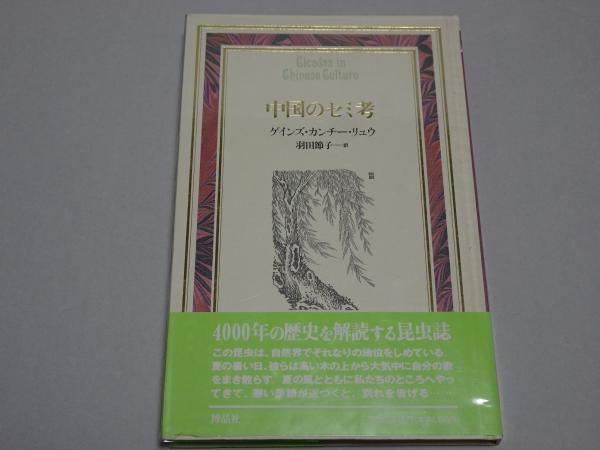 Cicadas in
Chinese Culture
中国のセミ考
ゲインズ・カンチー・リュウ
羽田節子—訳
4000年の歴史を解読する昆虫誌
この昆虫は、自然界でそれなりの地位をしめている。
夏の暑い日、彼らは高い木の上から大気中に自分の歌
をまき散らす。夏の風とともに私たちのところへやっ
てきて、寒い季節が近づくと、別れを告げる……
博品社